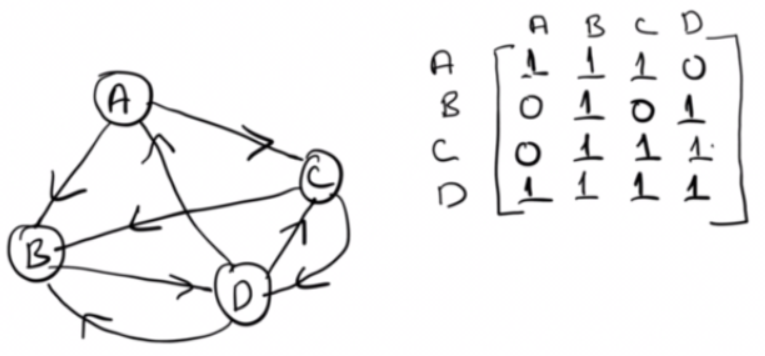 A
C
B
D
A B C D
A 1 1 1 0
B 0 1 0 1
C 0 1 1 1
D 1 1 1 1